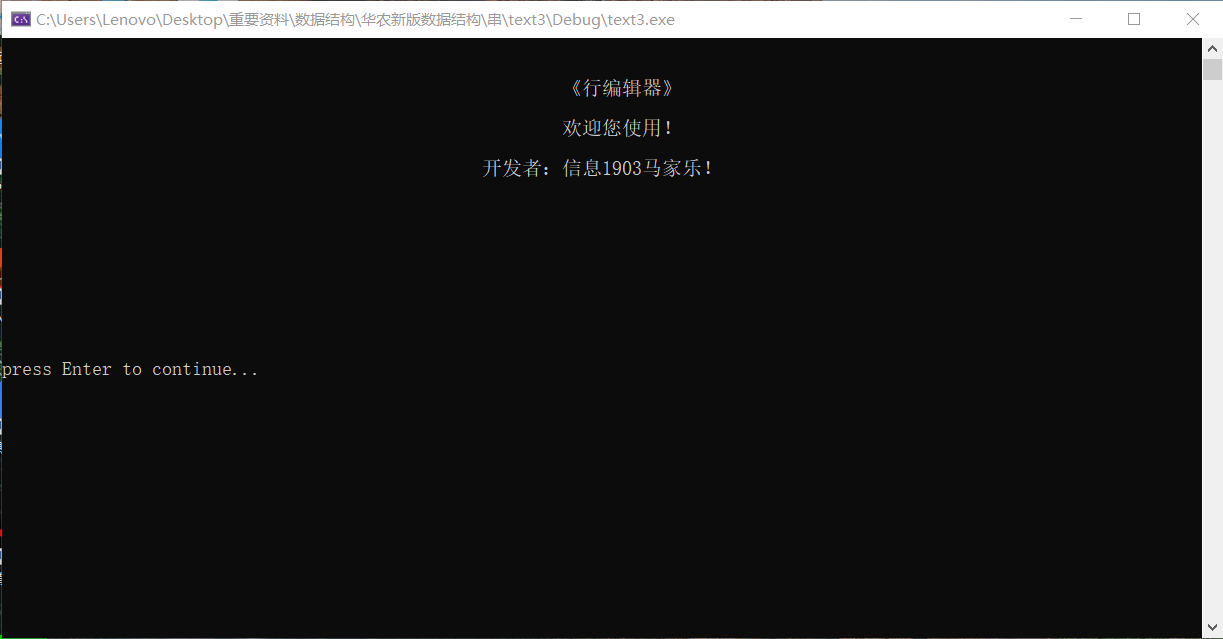 C:\Users\Lenovo\Desktop\重要资料\数据结构\华农新版数据结构\串\text3\Debug\text3.exe
《行编辑器》
欢迎您使用!
开发者：信息1903马家乐!
press Enter to continue...